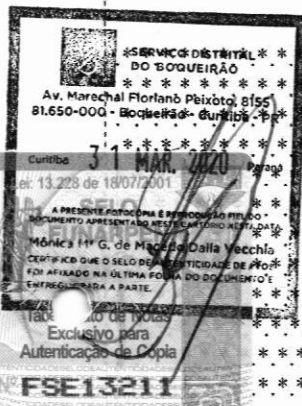 SERVIÇO DISTRITAL * *
DO BOQUEIRÃO
* * * * * * * *
Av. Marechal Floriano Peixoto, 8155
81.650-000 - Boqueirão - Curitiba - PR
Curitiba 31 MAR. 2020 Paraná
Lei: 13.228 de 18/07/2001
SELO
A PRESENTE FOTOCÓPIA É REPRODUÇÃO FIEL DO
DOCUMENTO APRESENTADO NESTE CARTÓRIO NESTA DATA
Mônica Mª G. de Macedo Dalla Vecchia
CERTIFICO QUE O SELO DE AUTENTICIDADE DE ATOS
FOI AFIXADO NA ÚLTIMA FOLHA DO DOCUMENTO E
ENTREGUE PARA A PARTE.
de Notas
Exclusivo para
Autenticação de Cópia
FSE13211